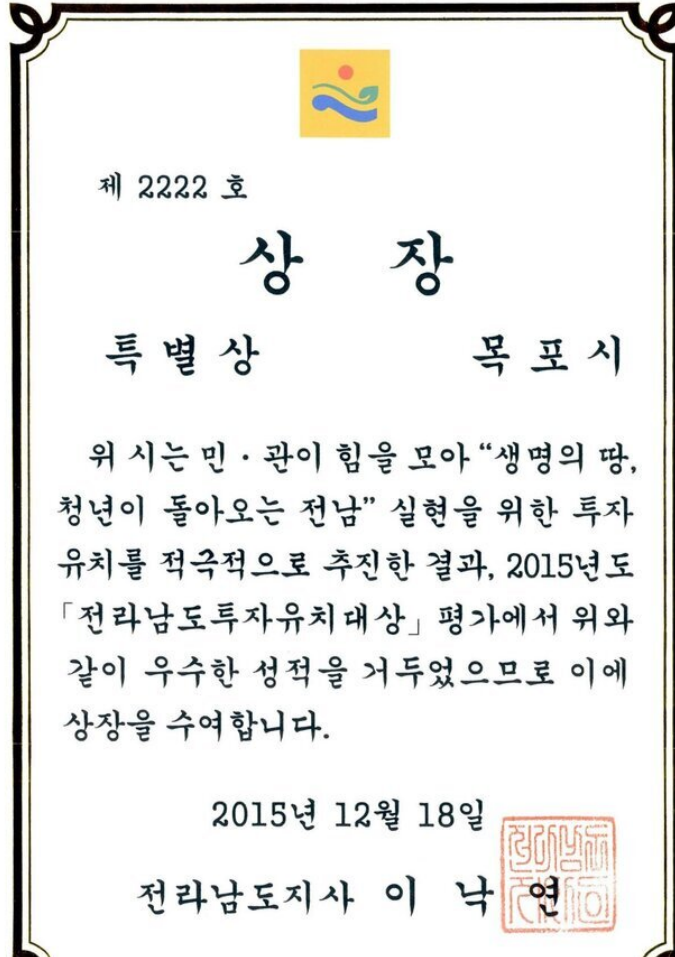 제 2222 호
상 장
특 별 상 목 포 시
위 시는 민·관이 힘을 모아 “생명의 땅,
청년이 돌아오는 전남” 실현을 위한 투자
유치를 적극적으로 추진한 결과, 2015년도
「전라남도투자유치대상」 평가에서 위와
같이 우수한 성적을 거두었으므로 이에
상장을 수여합니다.
2015년 12월 18일
전라남도지사 이 낙 연